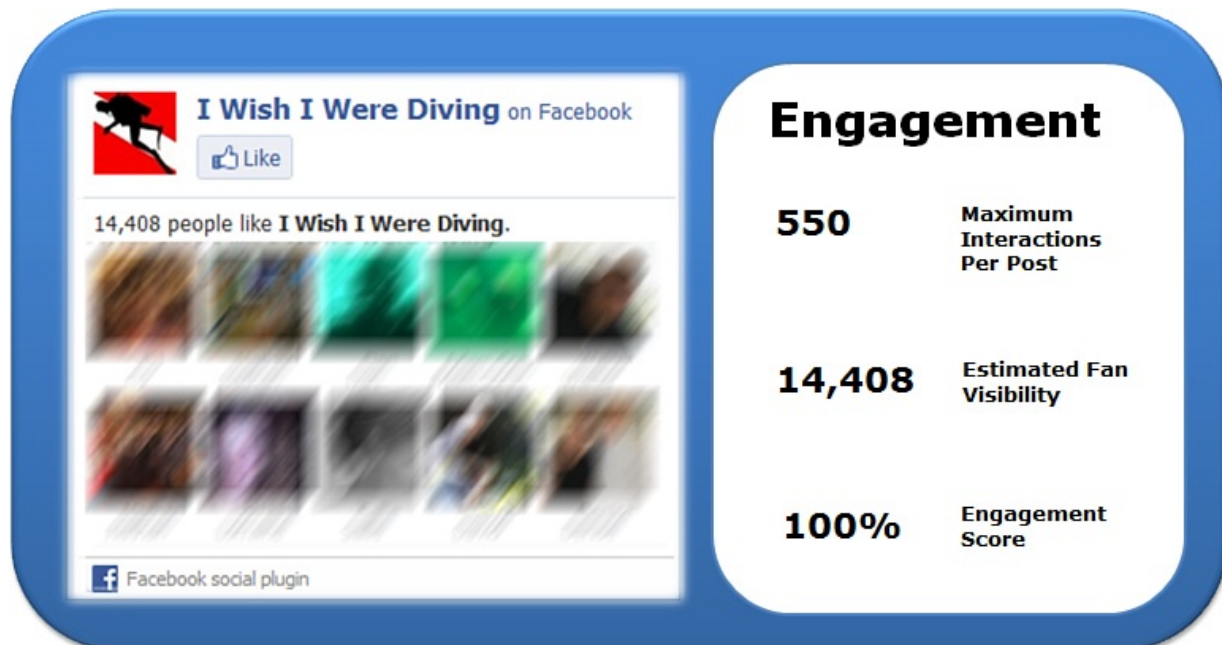 I Wish I Were Diving on Facebook
Like
14,408 people like I Wish I Were Diving.
Facebook social plugin
Engagement
550
Maximum
Interactions
Per Post
14,408
Estimated Fan
Visibility
100%
Engagement
Score